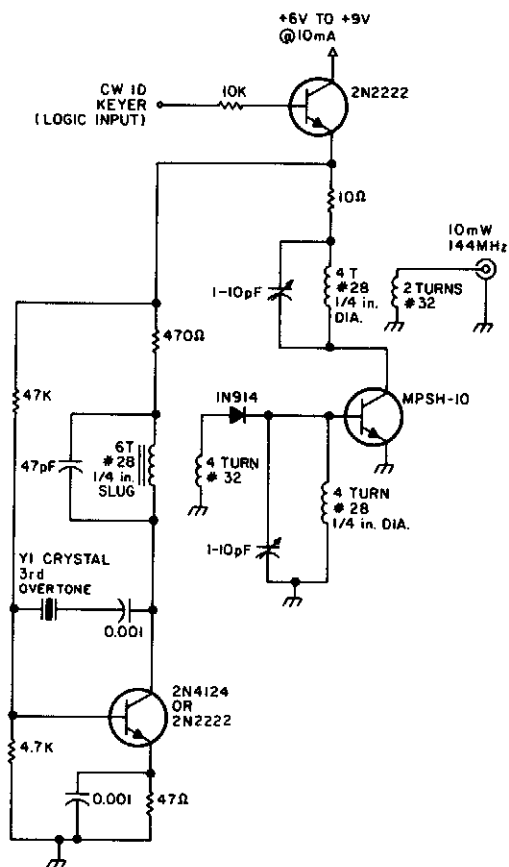 +6V TO +9V
@10mA
2N2222
CW ID
KEYER
(LOGIC INPUT)
10K
10Ω
10mW
144MHz
1-10pF
4 T
#28
1/4 in.
DIA.
2 TURNS
#32
470Ω
47K
1N914
MPSH-10
47pF
6T
#28
1/4 in.
SLUG
4 TURN
#32
4 TURN
#28
1/4 in. DIA.
1-10pF
Y1 CRYSTAL
3rd
OVERTONE
0.001
2N4124
OR
2N2222
4.7K
0.001
47Ω